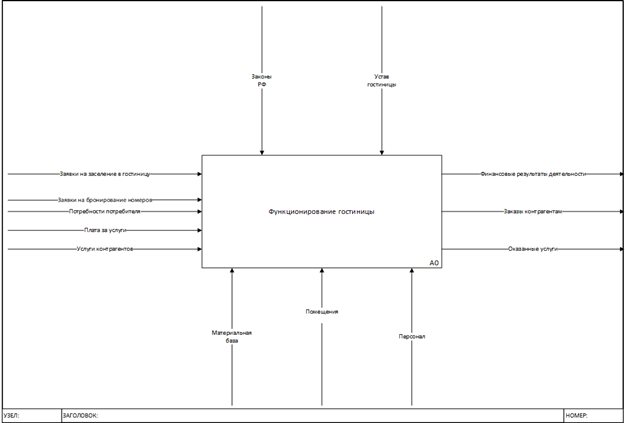 Законы
РФ
Устав
гостиницы
Заявки на заселение в гостиницу
Финансовые результаты деятельности
Заявки на бронирование номеров
Потребности потребителя
Функционирование гостиницы
Заказы контрагентам
Плата за услуги
Услуги контрагентов
Оказанные услуги
A0
Материальная
база
Помещения
Персонал
УЗЕЛ:
ЗАГОЛОВОК:
НОМЕР: